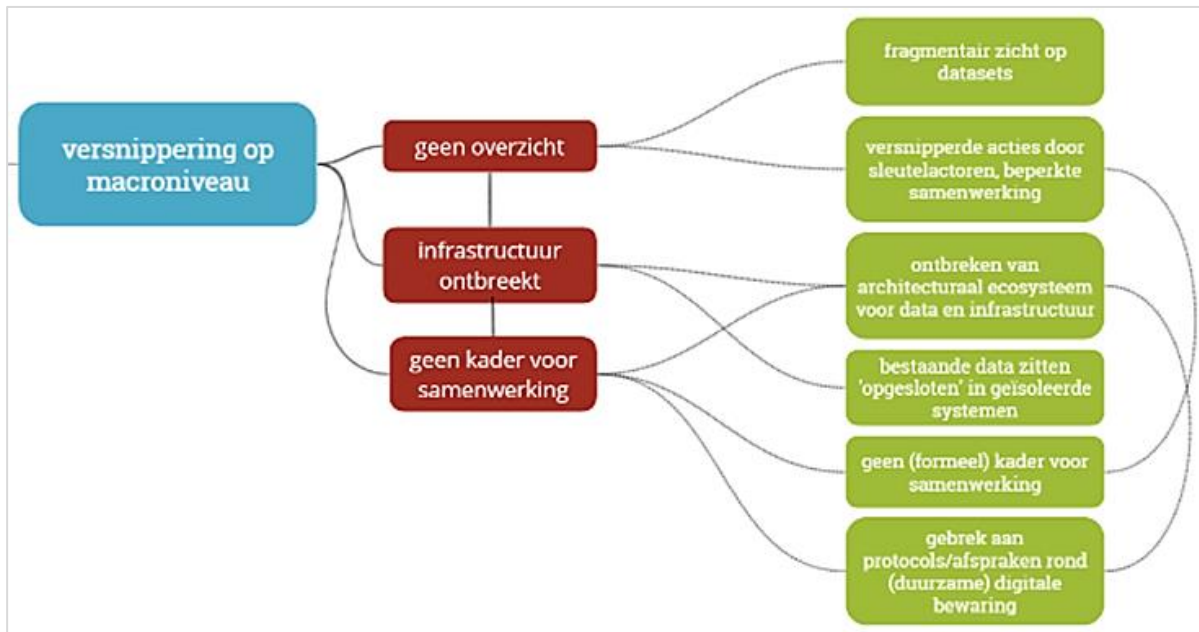 versnippering op
macroniveau
geen overzicht
infrastructuur
ontbreekt
geen kader voor
samenwerking
fragmentair zicht op
datasets
versnipperde acties door
sleutelactoren, beperkte
samenwerking
ontbreken van
architecturaal ecosysteem
voor data en infrastructuur
bestaande data zitten
'opgesloten' in geïsoleerde
systemen
geen (formeel) kader voor
samenwerking
gebrek aan
protocols/afspraken rond
(duurzame) digitale
bewaring